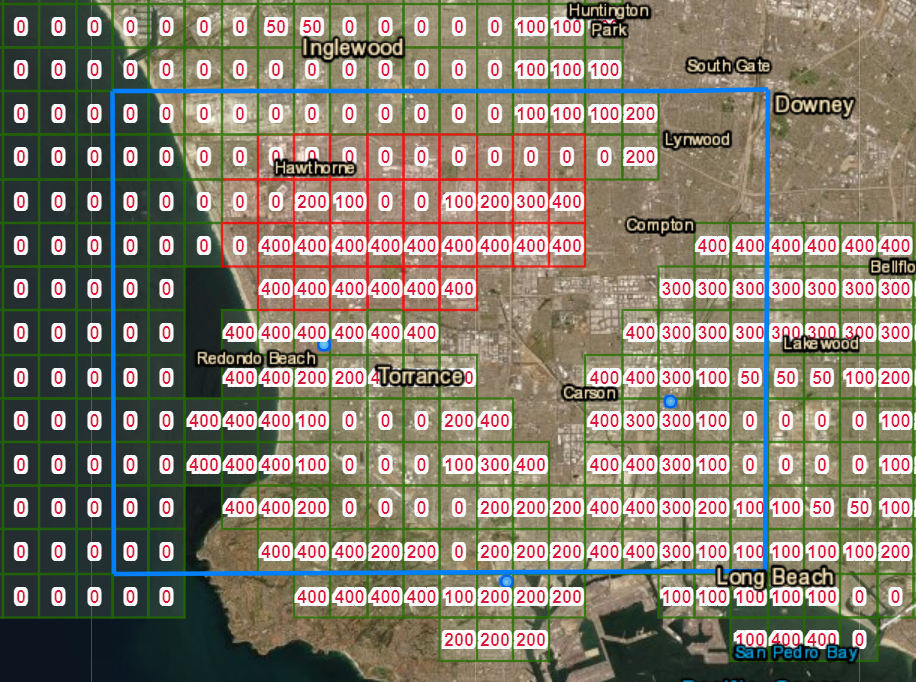 0 0 0 0 0 0 0 50 50 0 0 0 0 0 100 100
Huntington
Park
Inglewood
0 0 0 0 0 0 0 0 0 0 0 0 0 0 100 100 100
South Gate
0 0 0 0 0 0 0 0 0 0 0 0 0 0 100 100 100 200
Downey
0 0 0 0 0 0 0 0 0 0 0 0 0 0 0 0 200
Lynwood
Hawthorne
0 0 0 0 0 0 0 0 200 100 0 0 100 200 300 400
Compton
0 0 0 0 0 0 0 400 400 400 400 400 400 400 400 400 400 400 400 400 400 400
Bellflo
0 0 0 0 0 400 400 400 400 400 400 300 300 300 300 300 300 300
0 0 0 0 0 400 400 400 400 400 400 400 300 300 300 300 300 300 300
Lakewood
Redondo Beach
0 0 0 0 0 400 400 200 200 400 400 300 100 50 50 50 100 200
Torrance
Carson
0 0 0 0 0 400 400 400 100 0 0 0 200 400 400 300 300 100 0 0 0 0 100
0 0 0 0 0 400 400 400 100 0 0 0 100 300 400 400 400 300 100 0 0 0 0 100
0 0 0 0 0 400 400 200 0 0 0 0 200 200 200 400 400 300 200 100 100 50 50 100
0 0 0 0 0 400 400 400 200 200 0 200 200 200 400 400 300 100 100 100 100 100 200
Long Beach
0 0 0 0 0 400 400 400 400 100 200 200 200 100 100 100 100 100 0 0
200 200 200 100 400 400 0
San Pedro Bay